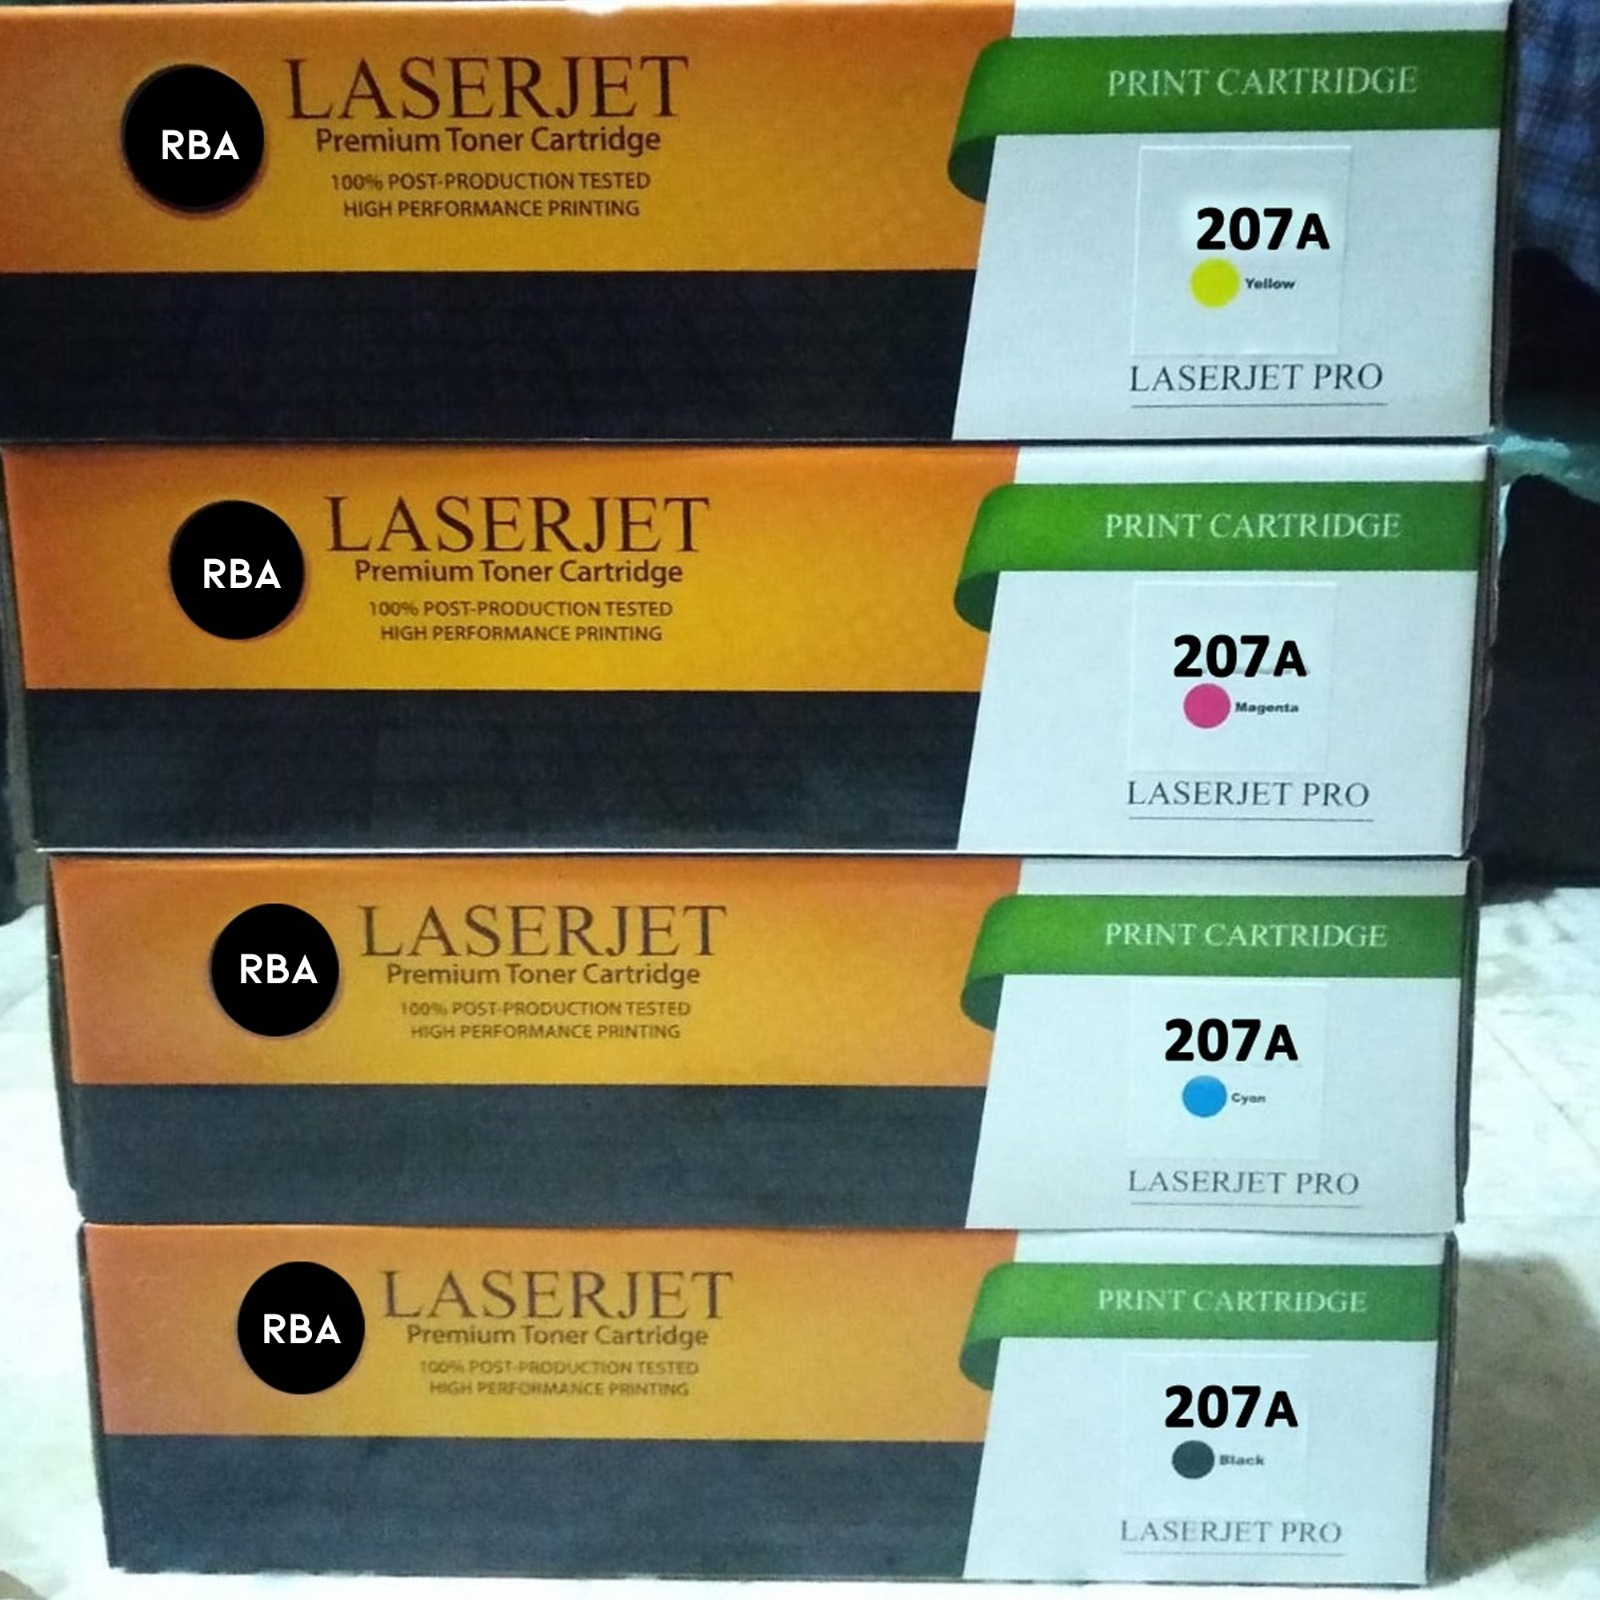 RBA
LASERJET
Premium Toner Cartridge
100% POST-PRODUCTION TESTED
HIGH PERFORMANCE PRINTING
PRINT CARTRIDGE
207A
Yellow
LASERJET PRO
RBA
LASERJET
Premium Toner Cartridge
100% POST-PRODUCTION TESTED
HIGH PERFORMANCE PRINTING
PRINT CARTRIDGE
207A
Magenta
LASERJET PRO
RBA
LASERJET
Premium Toner Cartridge
100% POST-PRODUCTION TESTED
HIGH PERFORMANCE PRINTING
PRINT CARTRIDGE
207A
Cyan
LASERJET PRO
RBA
LASERJET
Premium Toner Cartridge
100% POST-PRODUCTION TESTED
HIGH PERFORMANCE PRINTING
PRINT CARTRIDGE
207A
Black
LASERJET PRO